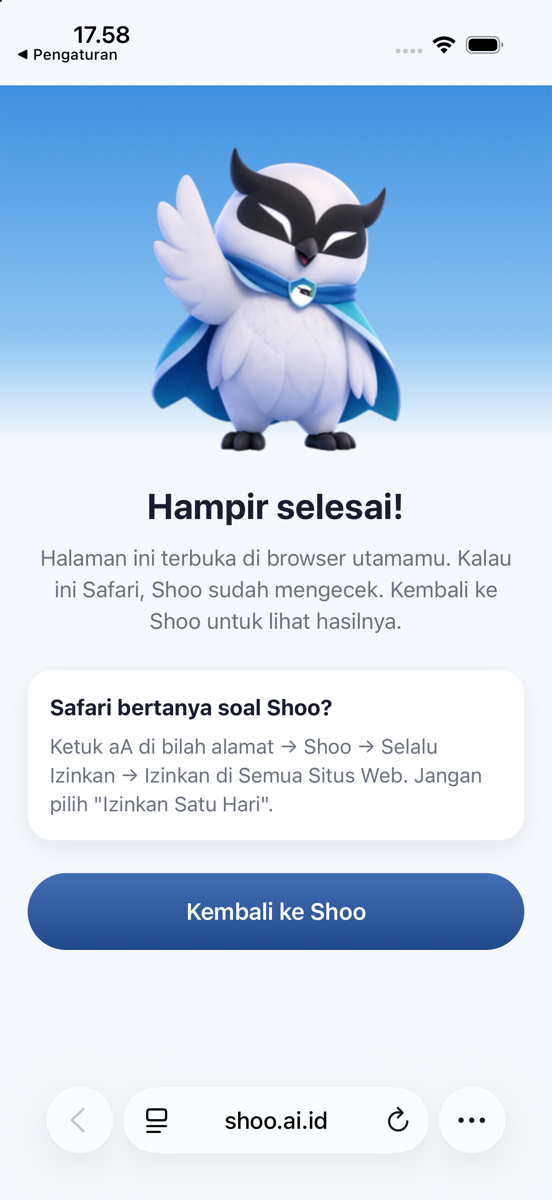 17.58
◀ Pengaturan
Hampir selesai!
Halaman ini terbuka di browser utamamu. Kalau
ini Safari, Shoo sudah mengecek. Kembali ke
Shoo untuk lihat hasilnya.
Safari bertanya soal Shoo?
Ketuk aA di bilah alamat → Shoo → Selalu
Izinkan → Izinkan di Semua Situs Web. Jangan
pilih "Izinkan Satu Hari".
Kembali ke Shoo
shoo.ai.id